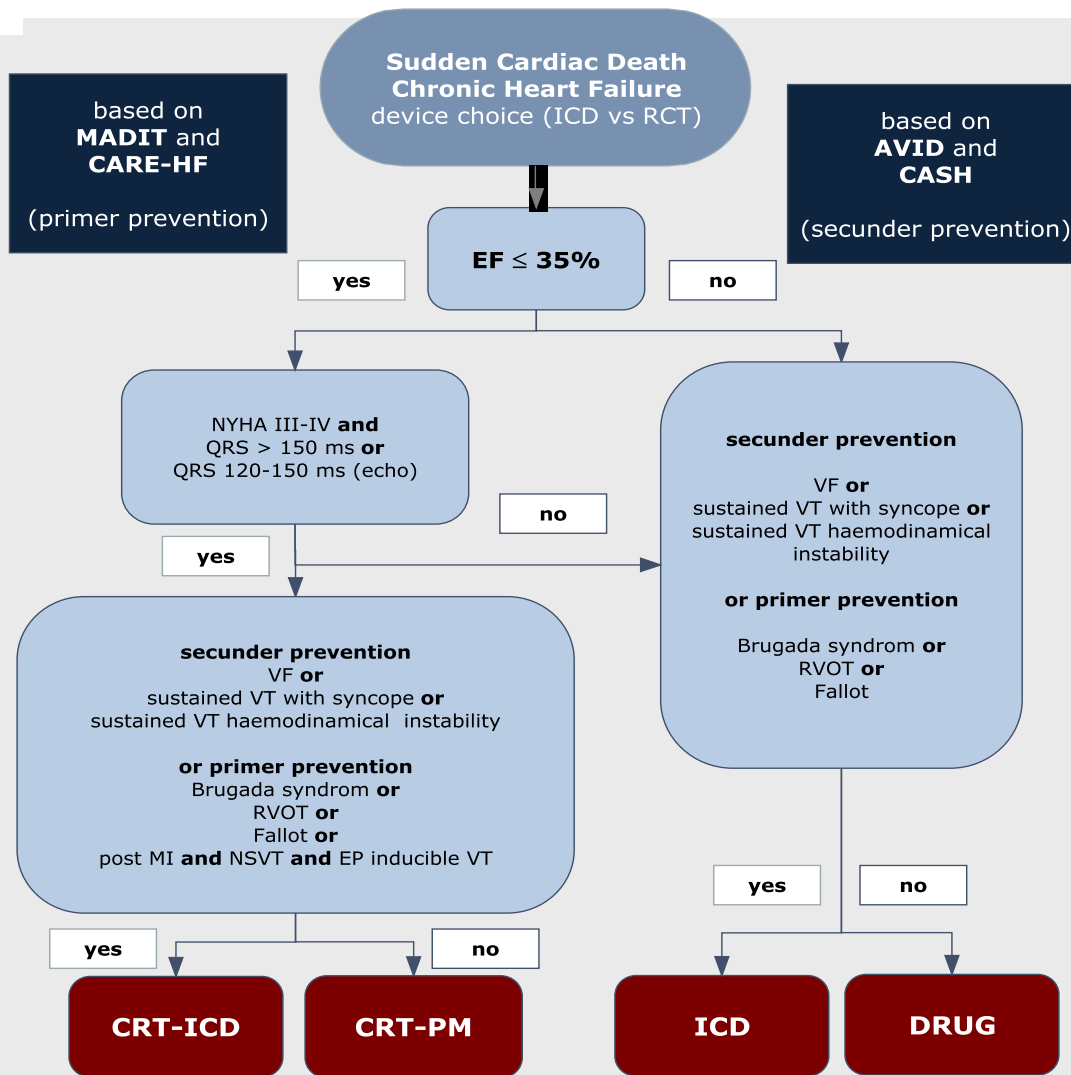 Sudden Cardiac Death
Chronic Heart Failure
device choice (ICD vs RCT)
based on
MADIT and
CARE-HF
(primer prevention)
based on
AVID and
CASH
(secunder prevention)
EF ≤ 35%
yes
no
NYHA III-IV and
QRS > 150 ms or
QRS 120-150 ms (echo)
no
yes
secunder prevention
VF or
sustained VT with syncope or
sustained VT haemodinamical
instability
or primer prevention
Brugada syndrom or
RVOT or
Fallot
secunder prevention
VF or
sustained VT with syncope or
sustained VT haemodinamical  instability
or primer prevention
Brugada syndrom or
RVOT or
Fallot or
post MI and NSVT and EP inducible VT
yes
no
yes
no
CRT-ICD
CRT-PM
ICD
DRUG